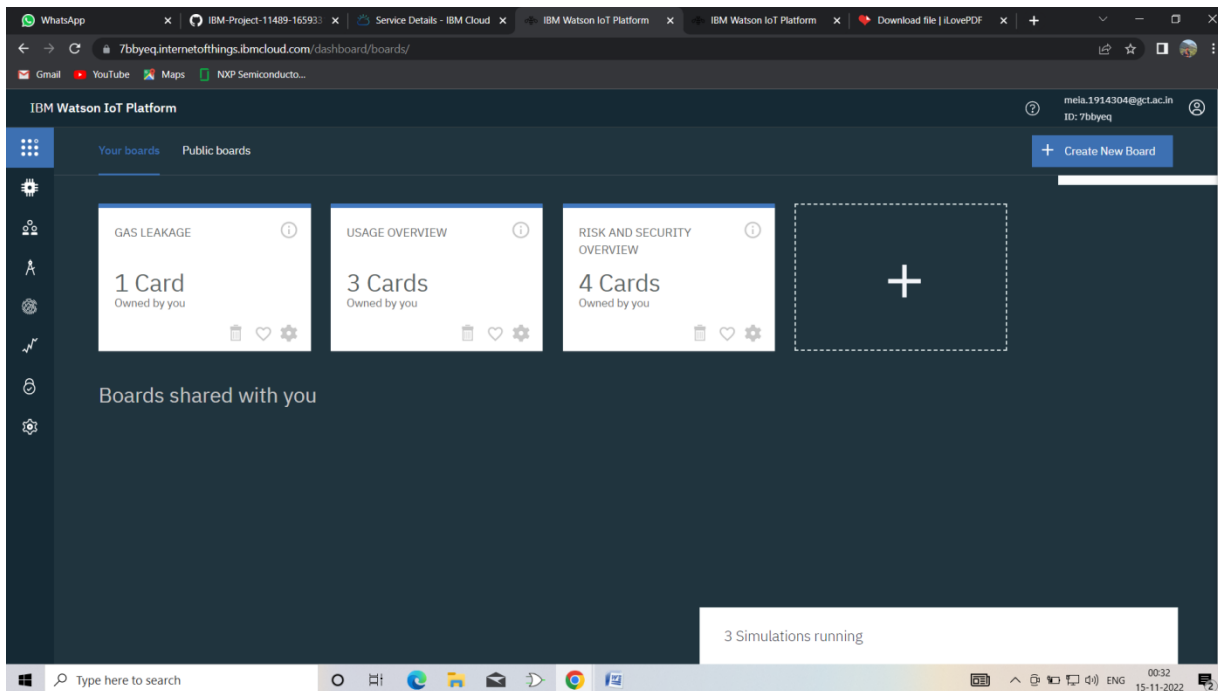 WhatsApp
IBM-Project-11489-165933
Service Details - IBM Cloud
IBM Watson IoT Platform
IBM Watson IoT Platform
Download file | iLovePDF
7bbyeq.internetofthings.ibmcloud.com/dashboard/boards/
Gmail
YouTube
Maps
NXP Semiconducto...
IBM Watson IoT Platform
meia.1914304@gct.ac.in
ID: 7bbyeq
Your boards
Public boards
+ Create New Board
GAS LEAKAGE
1 Card
Owned by you
USAGE OVERVIEW
3 Cards
Owned by you
RISK AND SECURITY
OVERVIEW
4 Cards
Owned by you
Boards shared with you
3 Simulations running
Type here to search
ENG
00:32
15-11-2022
2